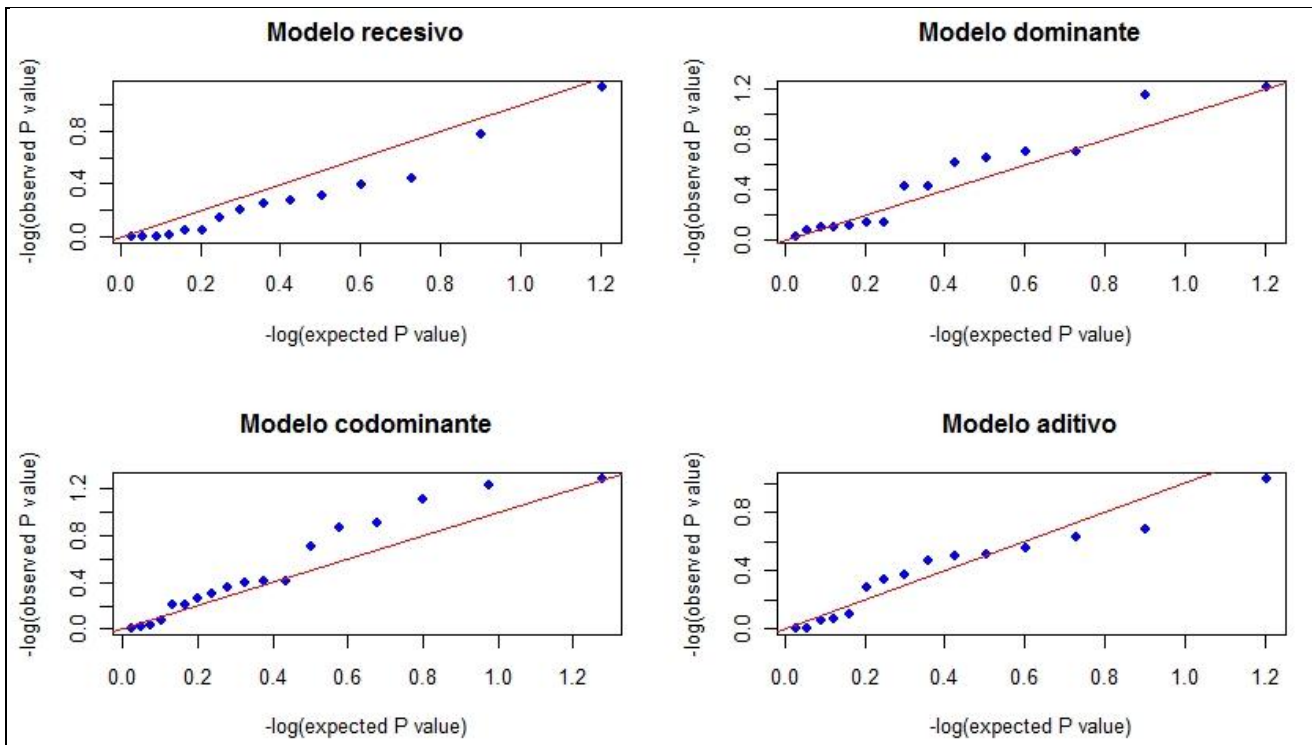 Modelo recesivo
-log(observed P value)
0.0 0.4 0.8
0.0 0.2 0.4 0.6 0.8 1.0 1.2
-log(expected P value)
Modelo dominante
-log(observed P value)
0.0 0.4 0.8 1.2
0.0 0.2 0.4 0.6 0.8 1.0 1.2
-log(expected P value)
Modelo codominante
-log(observed P value)
0.0 0.4 0.8 1.2
0.0 0.2 0.4 0.6 0.8 1.0 1.2
-log(expected P value)
Modelo aditivo
-log(observed P value)
0.0 0.4 0.8
0.0 0.2 0.4 0.6 0.8 1.0 1.2
-log(expected P value)